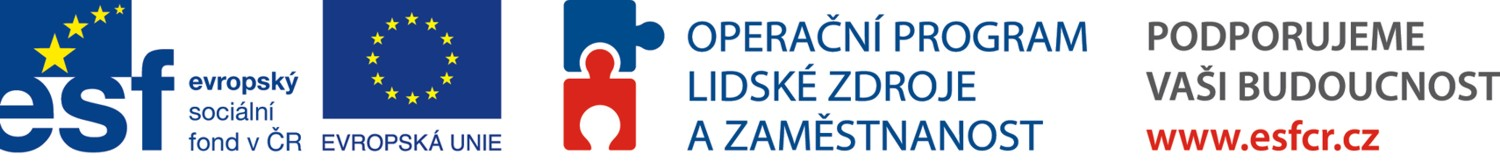 esf
evropský
sociální
fond v ČR
EVROPSKÁ UNIE
OPERAČNÍ PROGRAM
LIDSKÉ ZDROJE
A ZAMĚSTNANOST
PODPORUJEME
VAŠI BUDOUCNOST
www.esfcr.cz